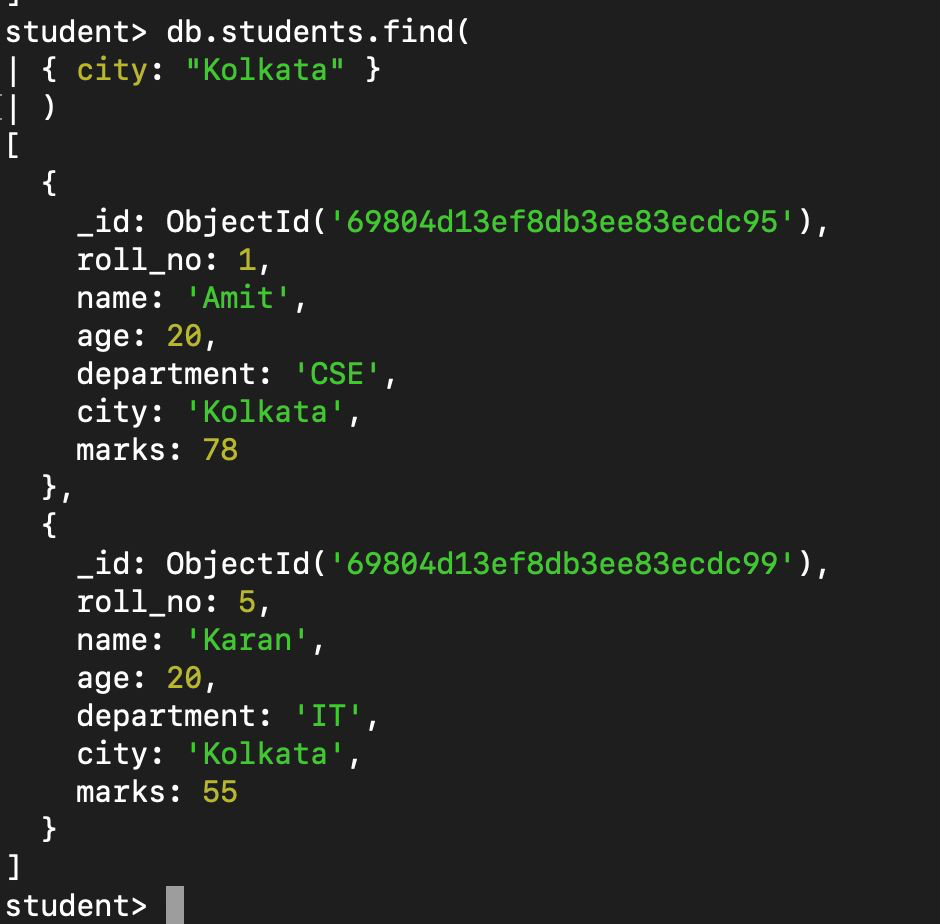 ]
student> db.students.find(
| { city: "Kolkata" }
| )
[
  {
    _id: ObjectId('69804d13ef8db3ee83ecdc95'),
    roll_no: 1,
    name: 'Amit',
    age: 20,
    department: 'CSE',
    city: 'Kolkata',
    marks: 78
  },
  {
    _id: ObjectId('69804d13ef8db3ee83ecdc99'),
    roll_no: 5,
    name: 'Karan',
    age: 20,
    department: 'IT',
    city: 'Kolkata',
    marks: 55
  }
]
student>